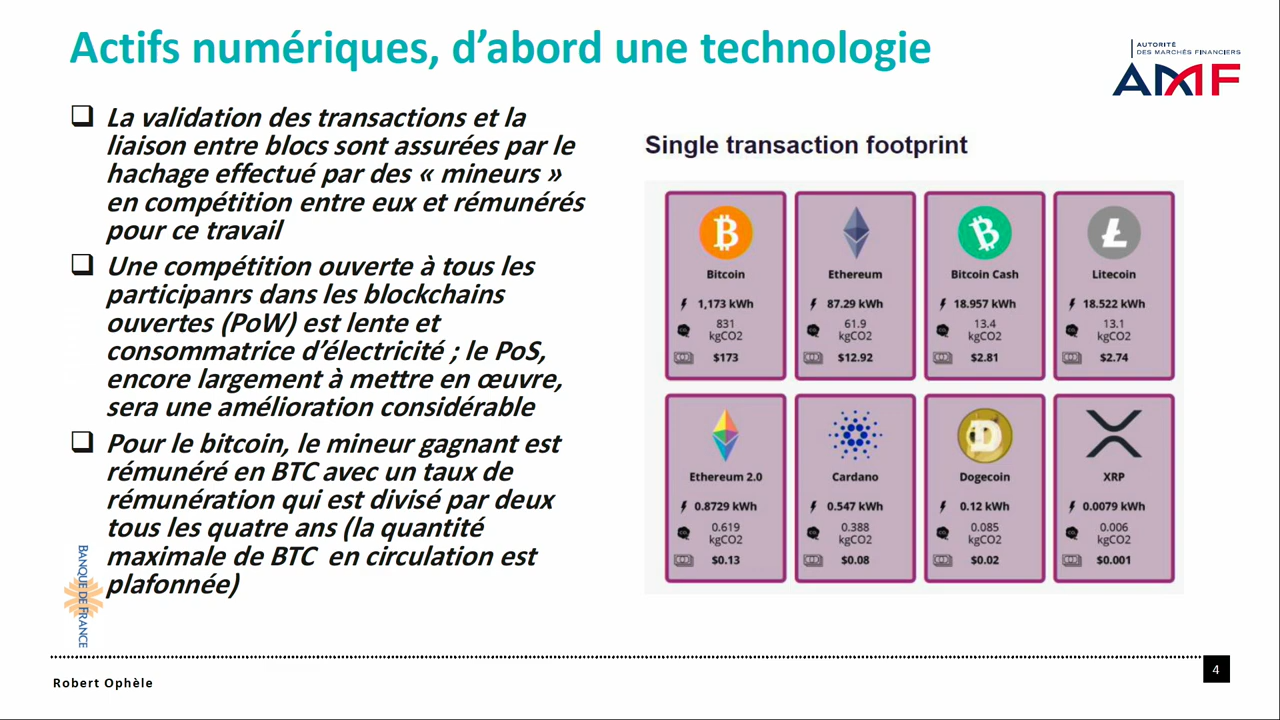 Actifs numériques, d’abord une technologie
AUTORITÉ
DES MARCHÉS FINANCIERS
AMF
La validation des transactions et la
liaison entre blocs sont assurées par le
hachage effectué par des « mineurs »
en compétition entre eux et rémunérés
pour ce travail
Une compétition ouverte à tous les
participanrs dans les blockchains
ouvertes (PoW) est lente et
consommatrice d’électricité ; le PoS,
encore largement à mettre en œuvre,
sera une amélioration considérable
Pour le bitcoin, le mineur gagnant est
rémunéré en BTC avec un taux de
rémunération qui est divisé par deux
tous les quatre ans (la quantité
maximale de BTC en circulation est
plafonnée)
Single transaction footprint
Bitcoin
1,173 kWh
831
kgCO2
$173
Ethereum
87.29 kWh
61.9
kgCO2
$12.92
Bitcoin Cash
18.957 kWh
13.4
kgCO2
$2.81
Litecoin
18.522 kWh
13.1
kgCO2
$2.74
Ethereum 2.0
0.8729 kWh
0.619
kgCO2
$0.13
Cardano
0.547 kWh
0.388
kgCO2
$0.08
Dogecoin
0.12 kWh
0.085
kgCO2
$0.02
XRP
0.0079 kWh
0.006
kgCO2
$0.001
BANQUE DE FRANCE
Robert Ophèle
4